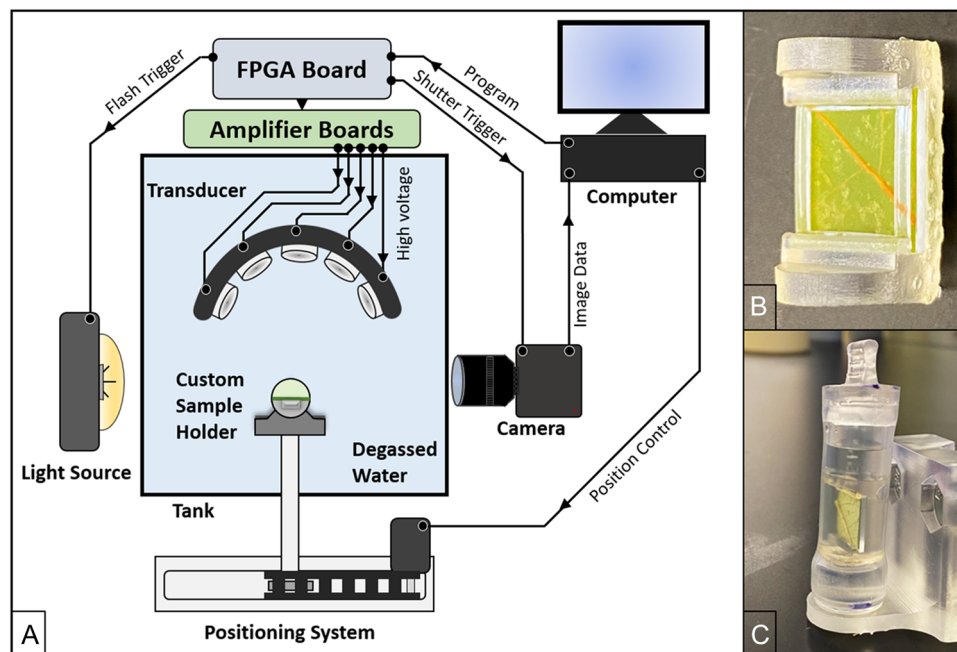 FPGA Board
Flash Trigger
Program
Shutter Trigger
Amplifier Boards
Transducer
High voltage
Computer
Image Data
Custom
Sample
Holder
Camera
Light Source
Degassed
Water
Position Control
Tank
Positioning System
A
B
C